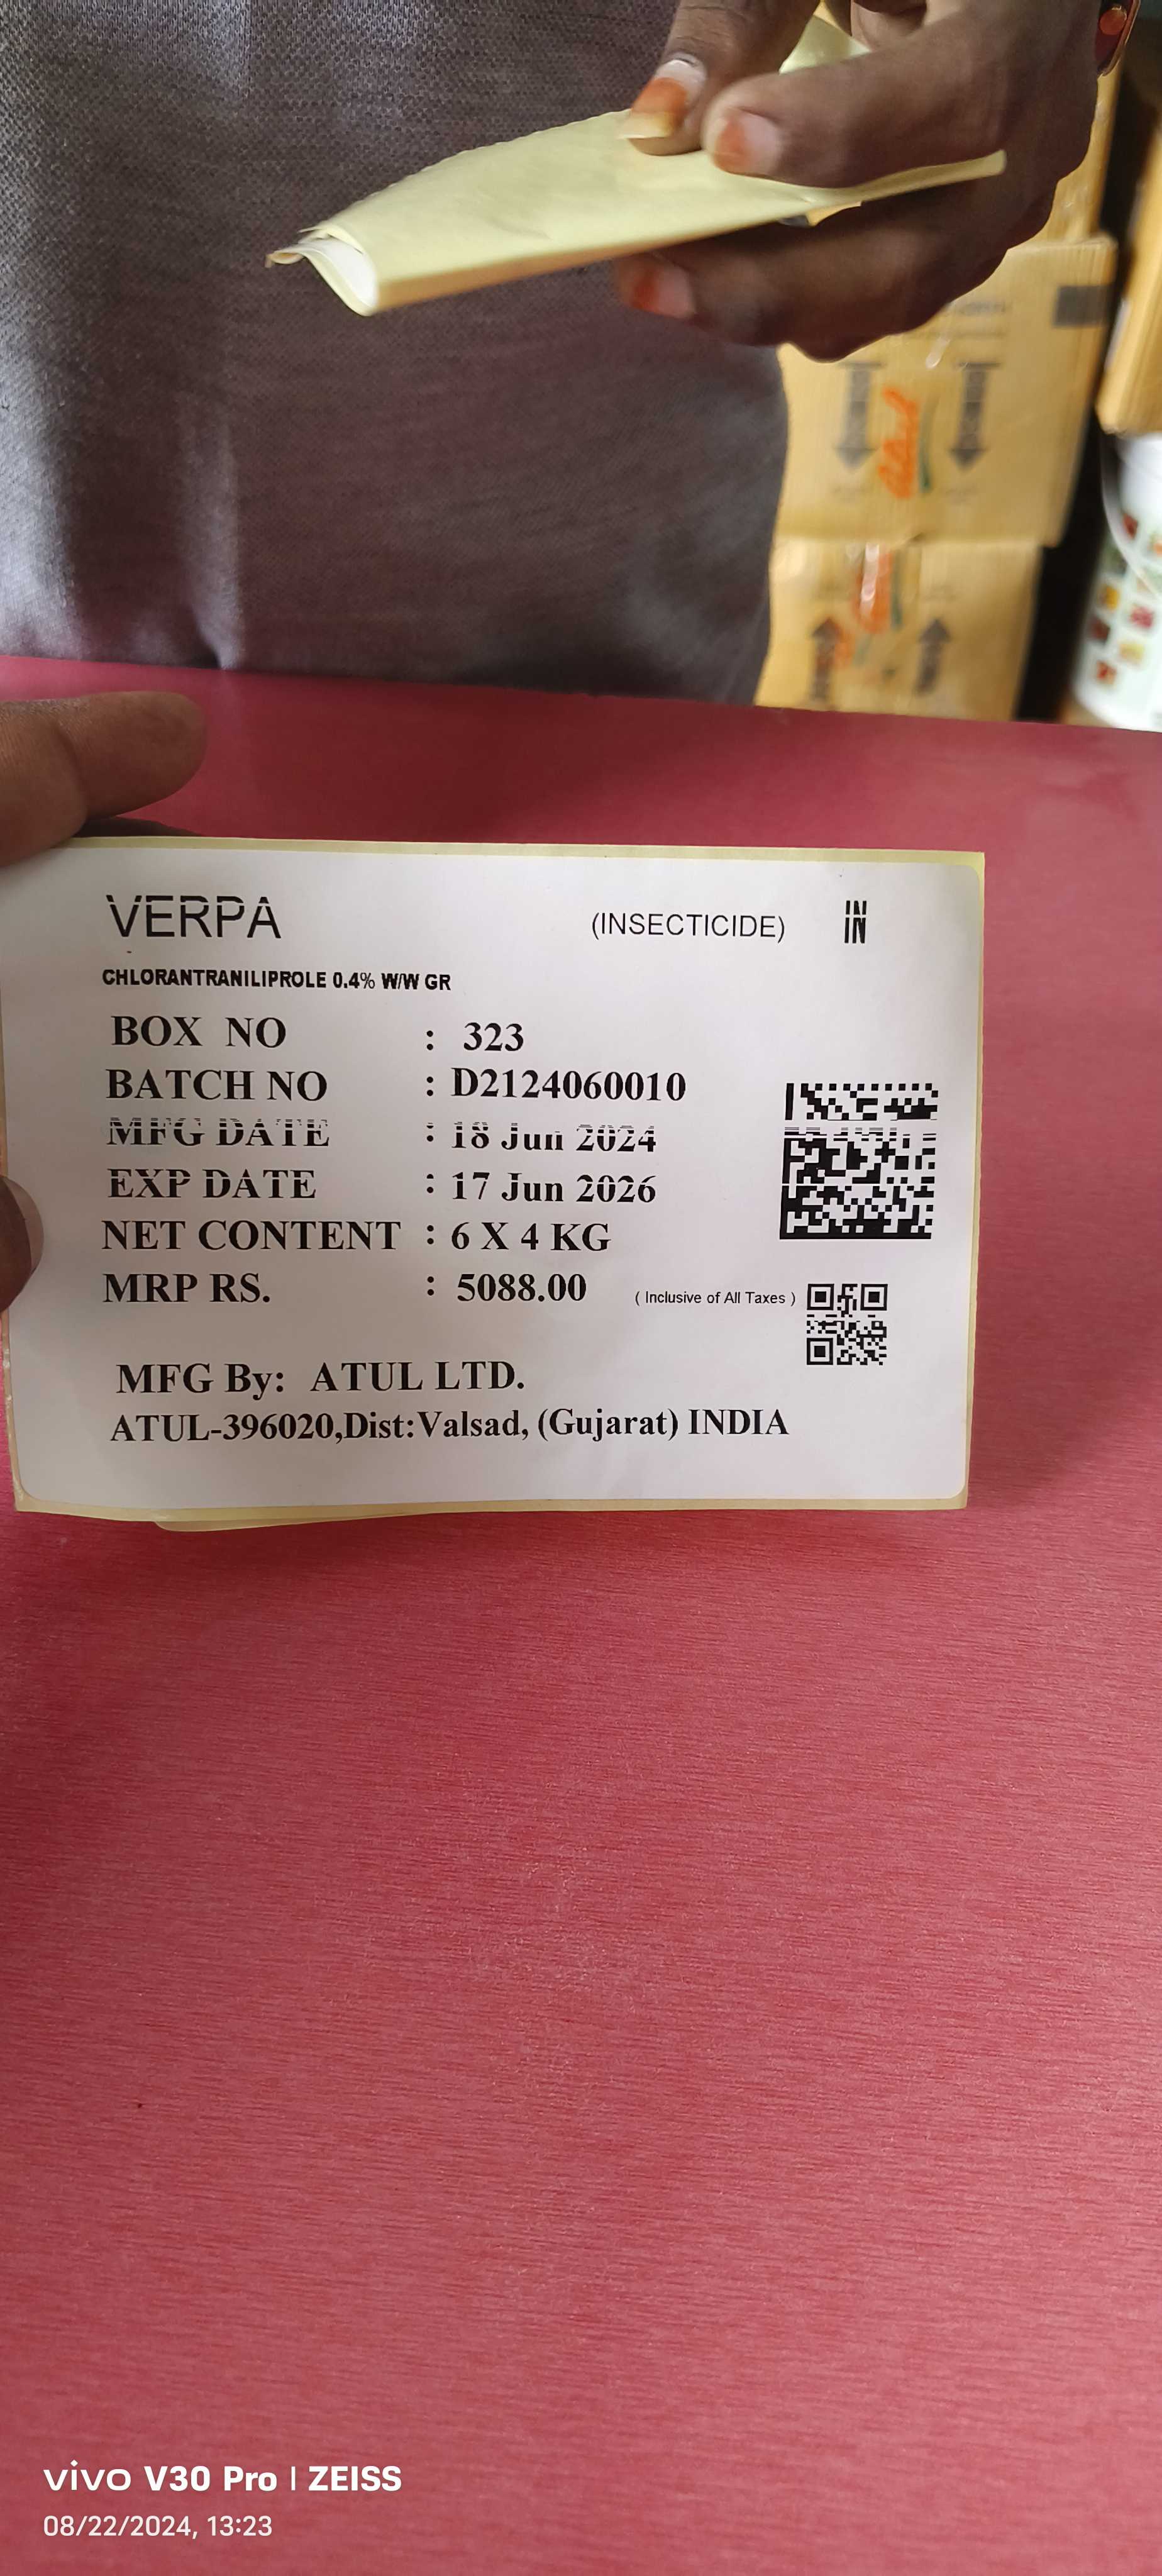 VERPA (INSECTICIDE) IN
CHLORANTRANILIPROLE 0.4% W/W GR
BOX NO : 323
BATCH NO : D2124060010
MFG DATE : 18 Jun 2024
EXP DATE : 17 Jun 2026
NET CONTENT : 6 X 4 KG
MRP RS. : 5088.00 ( Inclusive of All Taxes )
MFG By: ATUL LTD.
ATUL-396020,Dist:Valsad, (Gujarat) INDIA
vivo V30 Pro | ZEISS
08/22/2024, 13:23